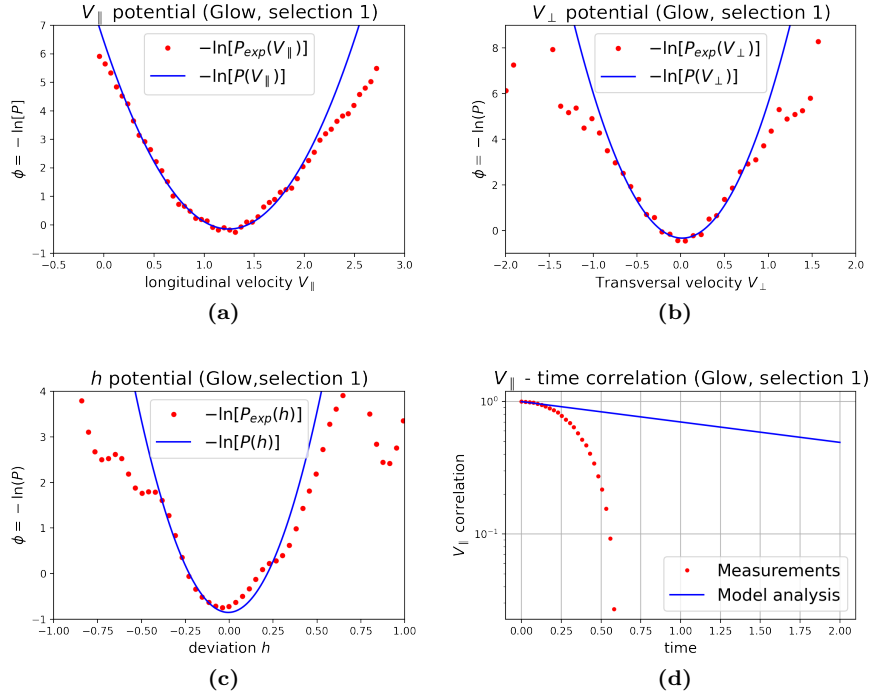 V∥ potential (Glow, selection 1)
−ln[P_exp(V∥)]
−ln[P(V∥)]
ϕ = − ln[P]
7
6
5
4
3
2
1
0
−1
−0.5 0.0 0.5 1.0 1.5 2.0 2.5 3.0
longitudinal velocity V∥
(a)
V⊥ potential (Glow, selection 1)
−ln[P_exp(V⊥)]
−ln[P(V⊥)]
ϕ = − ln(P)
8
6
4
2
0
−2.0 −1.5 −1.0 −0.5 0.0 0.5 1.0 1.5 2.0
Transversal velocity V⊥
(b)
h potential (Glow,selection 1)
−ln[P_exp(h)]
−ln[P(h)]
ϕ = − ln(P)
4
3
2
1
0
−1
−1.00 −0.75 −0.50 −0.25 0.00 0.25 0.50 0.75 1.00
deviation h
(c)
V∥ - time correlation (Glow, selection 1)
V∥ correlation
10⁰
10⁻¹
Measurements
Model analysis
0.00 0.25 0.50 0.75 1.00 1.25 1.50 1.75 2.00
time
(d)